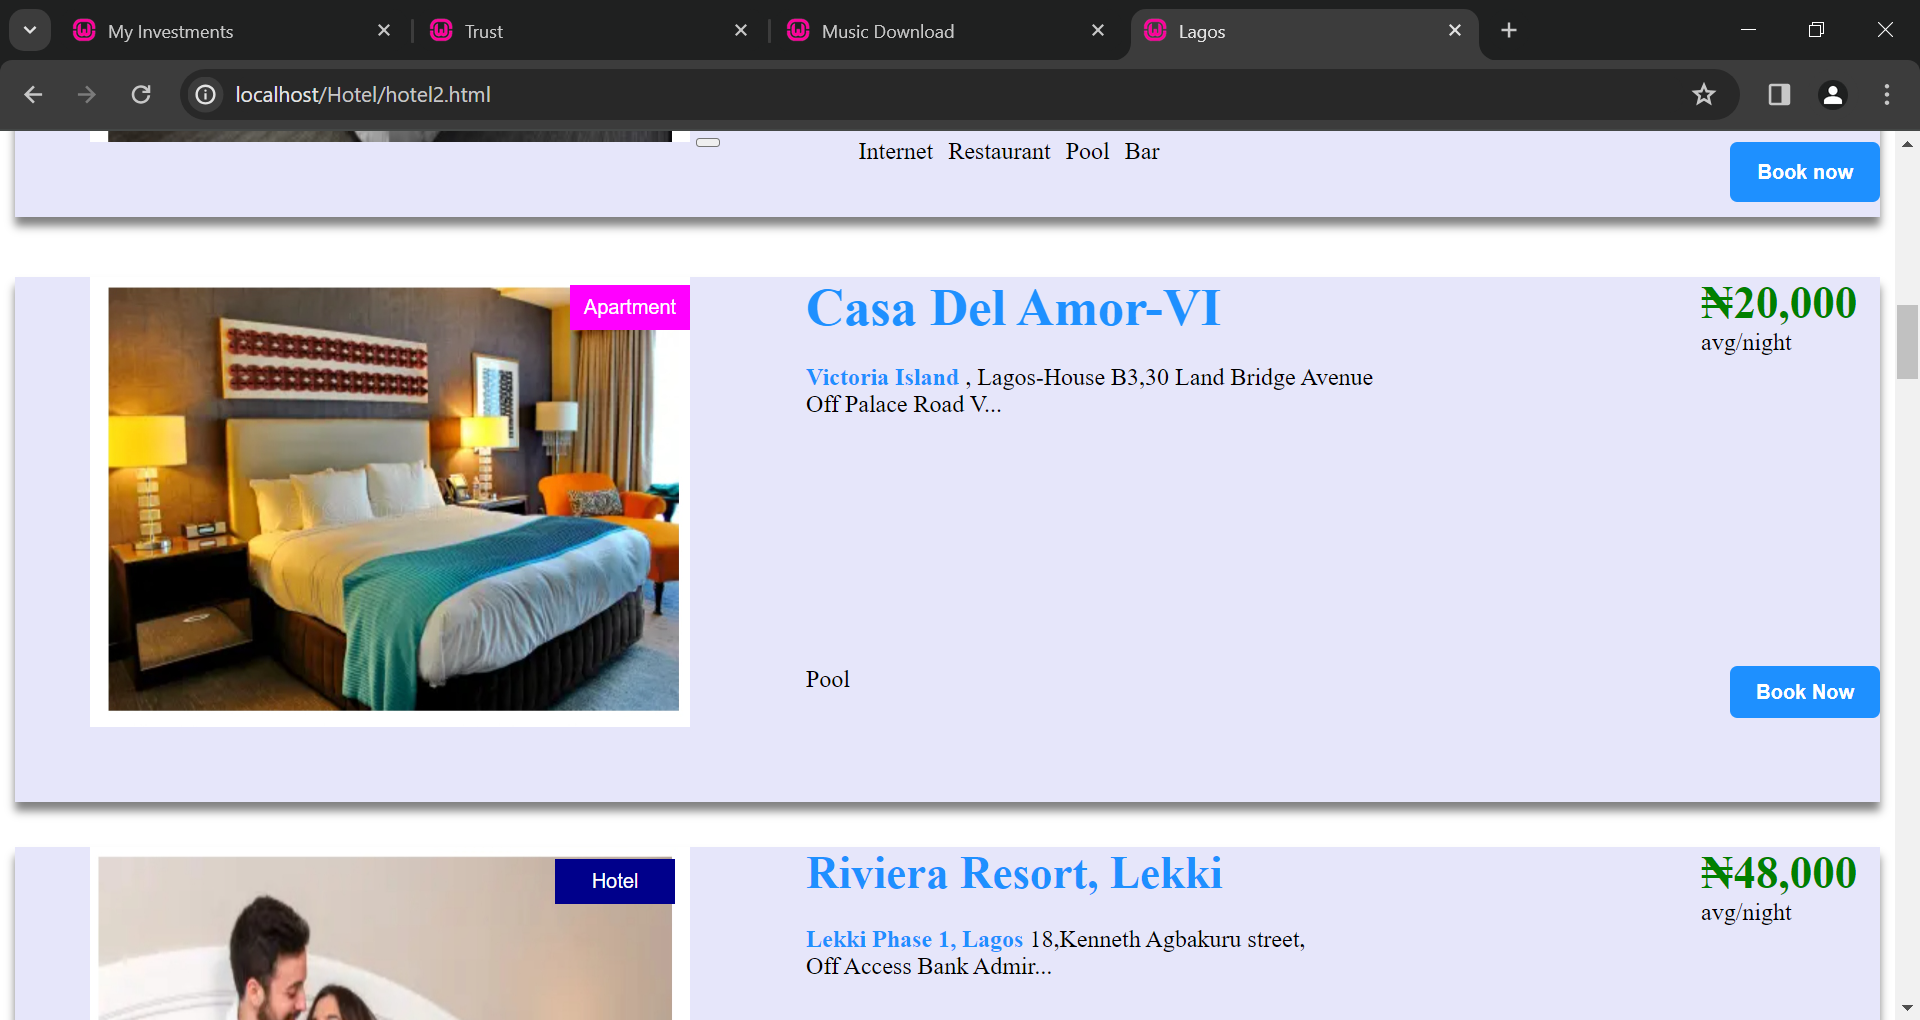 My Investments
Trust
Music Download
Lagos
localhost/Hotel/hotel2.html
Internet Restaurant Pool Bar
Book now
Apartment
Casa Del Amor-VI
₦20,000
avg/night
Victoria Island , Lagos-House B3,30 Land Bridge Avenue
Off Palace Road V...
Pool
Book Now
Hotel
Riviera Resort, Lekki
₦48,000
avg/night
Lekki Phase 1, Lagos 18,Kenneth Agbakuru street,
Off Access Bank Admir...